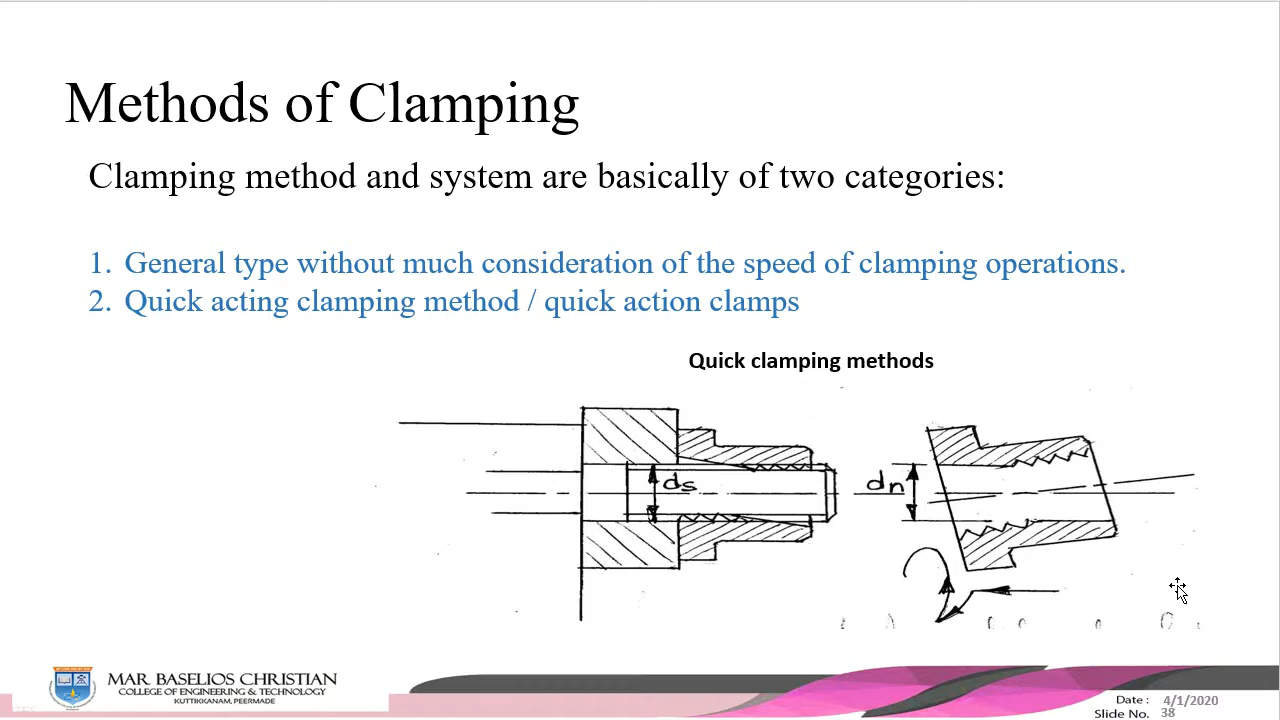 Methods of Clamping
Clamping method and system are basically of two categories:
1. General type without much consideration of the speed of clamping operations.
2. Quick acting clamping method / quick action clamps
Quick clamping methods
ds
dn
MAR BASELIOS CHRISTIAN
COLLEGE OF ENGINEERING & TECHNOLOGY
KUTTIKKANAM, PEERMADE
Date : 4/1/2020
Slide No. 38